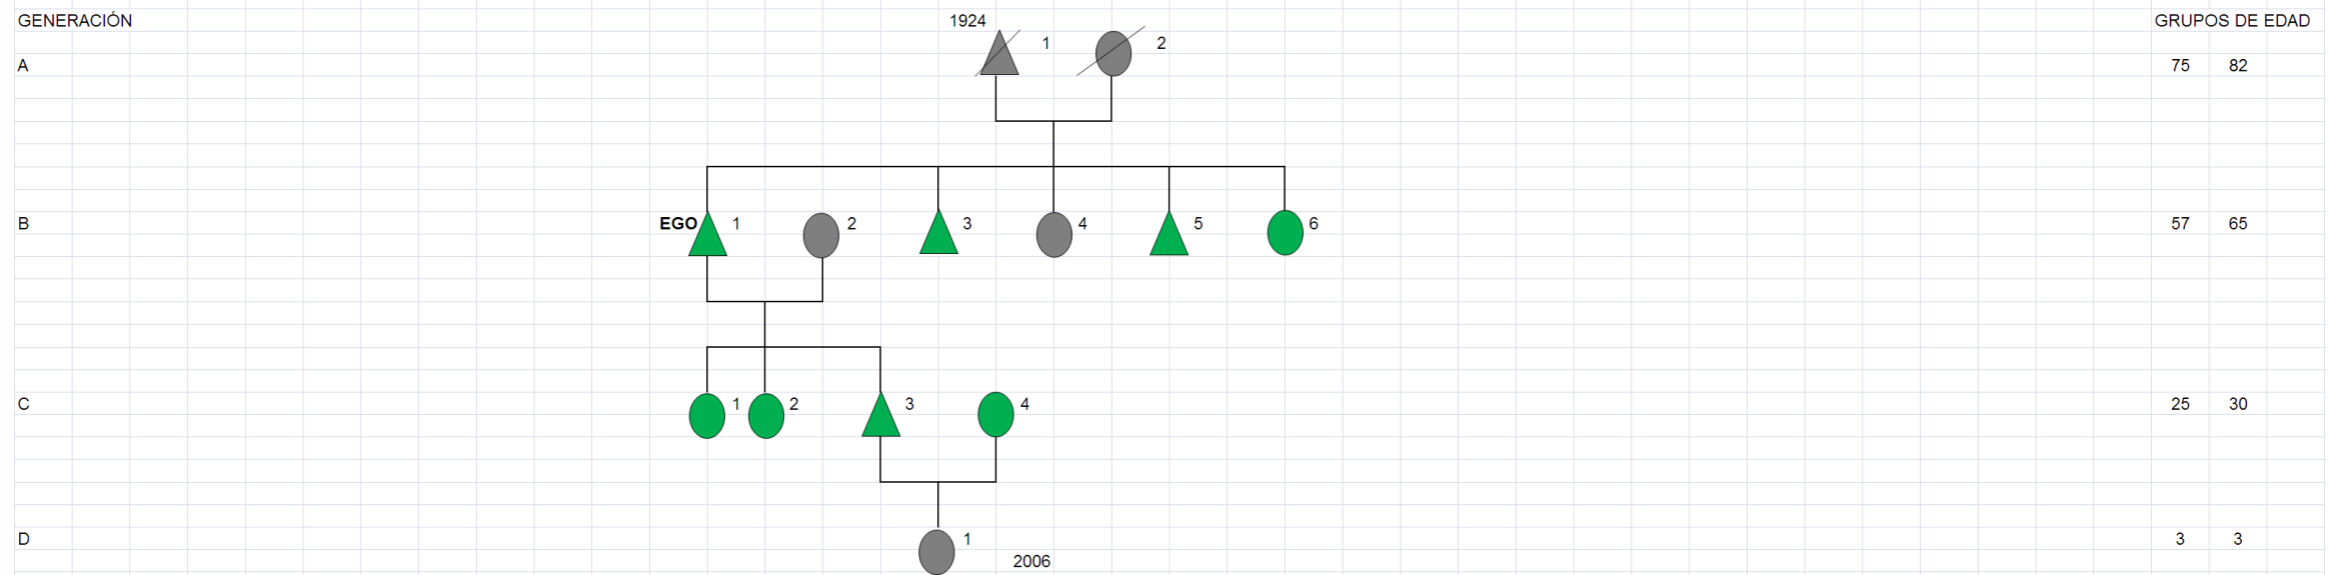 GENERACIÓN 1924 GRUPOS DE EDAD
1 2
A 75 82
EGO 1 2 3 4 5 6
B 57 65
C 1 2 3 4 25 30
D 1 3 3
2006